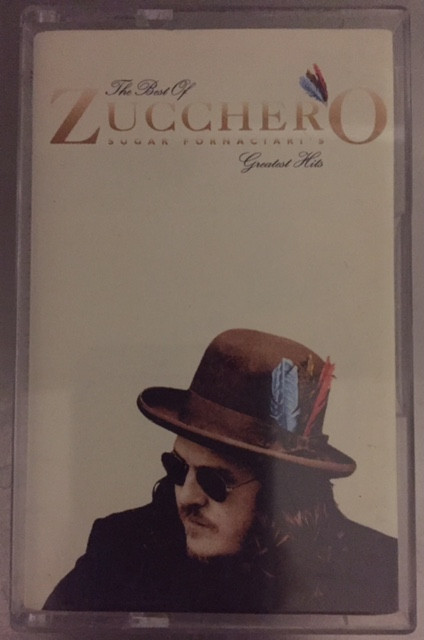 The Best Of
ZUCCHERO
SUGAR FORNACIARI'S
Greatest Hits